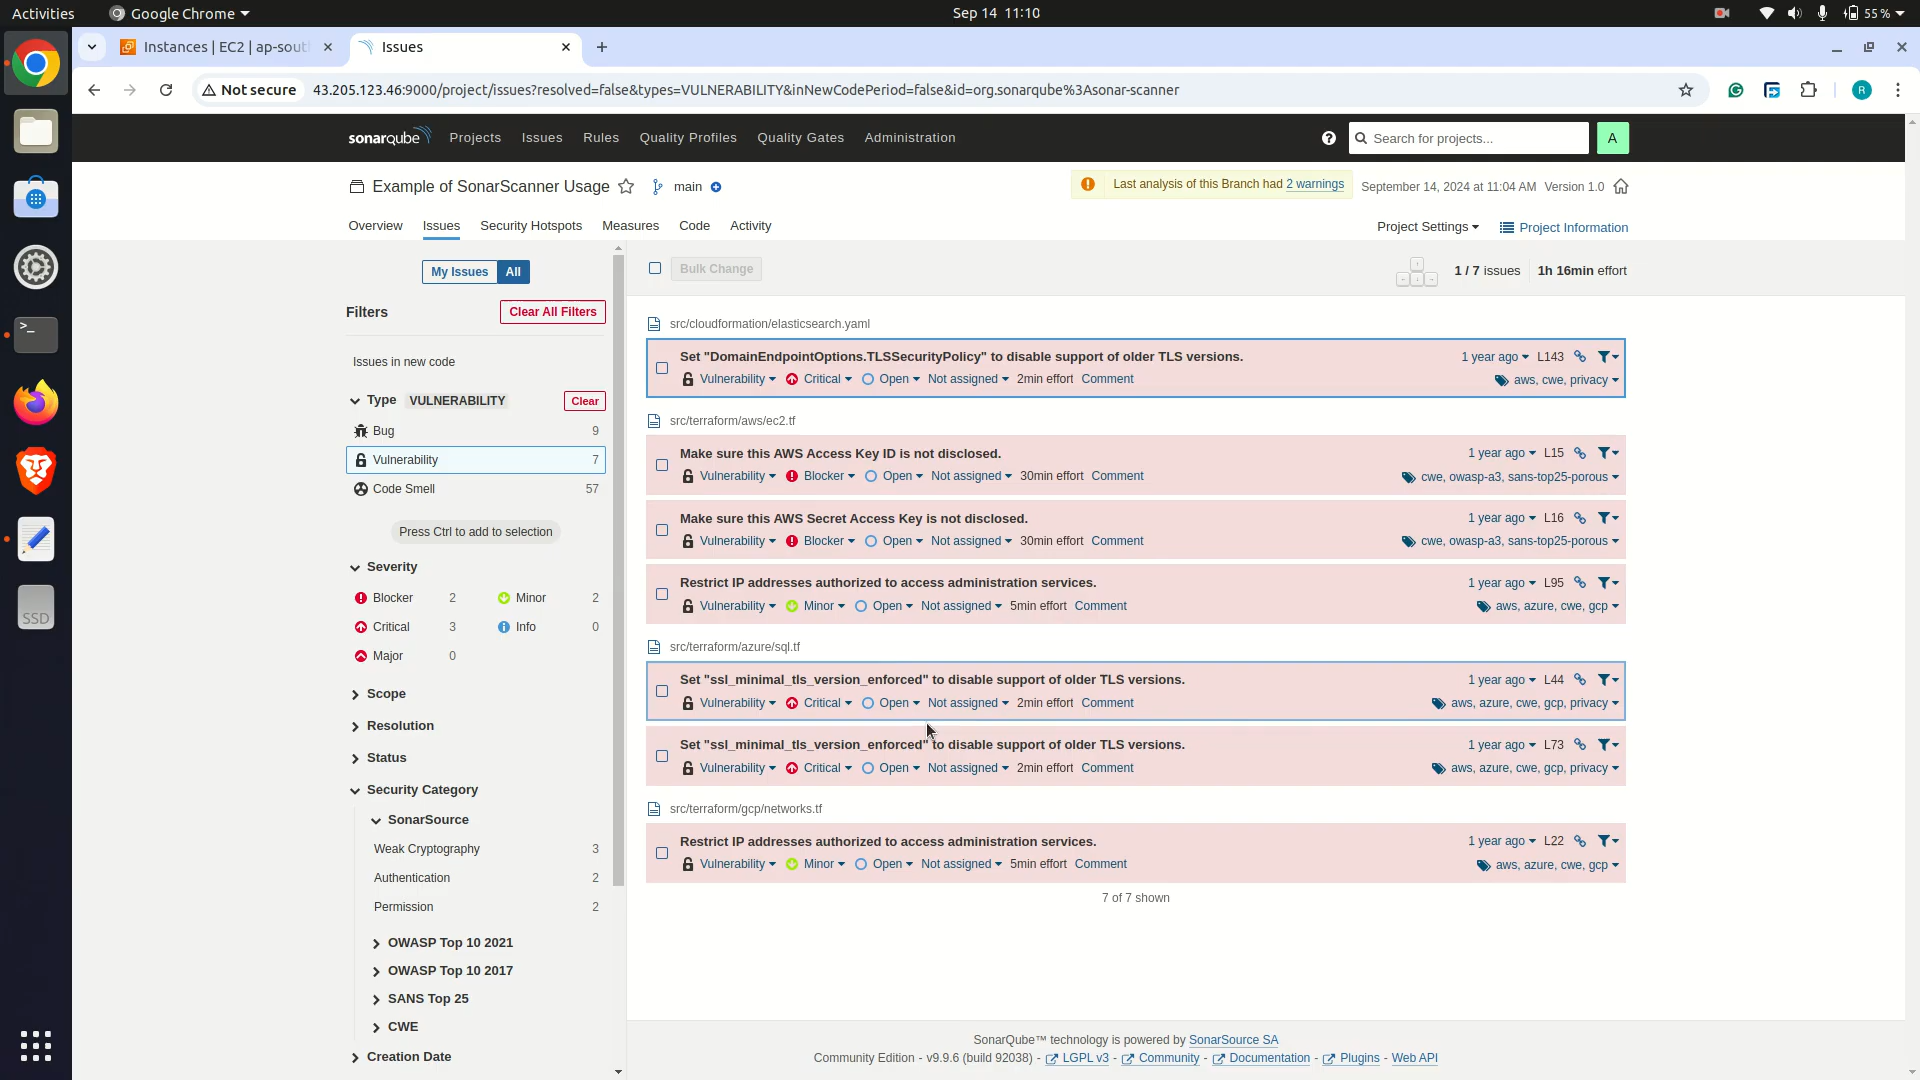 Activities
Google Chrome
Sep 14 11:10
55 %
Instances | EC2 | ap-sout
Issues
Not secure
43.205.123.46:9000/project/issues?resolved=false&types=VULNERABILITY&inNewCodePeriod=false&id=org.sonarqube%3Asonar-scanner
R
sonarqube
Projects
Issues
Rules
Quality Profiles
Quality Gates
Administration
Search for projects...
A
Example of SonarScanner Usage
main
Last analysis of this Branch had 2 warnings
September 14, 2024 at 11:04 AM
Version 1.0
Overview
Issues
Security Hotspots
Measures
Code
Activity
Project Settings
Project Information
My Issues
All
Bulk Change
1 / 7 issues
1h 16min effort
Filters
Clear All Filters
Issues in new code
Type
VULNERABILITY
Clear
Bug 9
Vulnerability 7
Code Smell 57
Press Ctrl to add to selection
Severity
Blocker 2
Minor 2
Critical 3
Info 0
Major 0
Scope
Resolution
Status
Security Category
SonarSource
Weak Cryptography 3
Authentication 2
Permission 2
OWASP Top 10 2021
OWASP Top 10 2017
SANS Top 25
CWE
Creation Date
SSD
src/cloudformation/elasticsearch.yaml
Set "DomainEndpointOptions.TLSSecurityPolicy" to disable support of older TLS versions.
1 year ago L143
Vulnerability Critical Open Not assigned 2min effort Comment
aws, cwe, privacy
src/terraform/aws/ec2.tf
Make sure this AWS Access Key ID is not disclosed.
1 year ago L15
Vulnerability Blocker Open Not assigned 30min effort Comment
cwe, owasp-a3, sans-top25-porous
Make sure this AWS Secret Access Key is not disclosed.
1 year ago L16
Vulnerability Blocker Open Not assigned 30min effort Comment
cwe, owasp-a3, sans-top25-porous
Restrict IP addresses authorized to access administration services.
1 year ago L95
Vulnerability Minor Open Not assigned 5min effort Comment
aws, azure, cwe, gcp
src/terraform/azure/sql.tf
Set "ssl_minimal_tls_version_enforced" to disable support of older TLS versions.
1 year ago L44
Vulnerability Critical Open Not assigned 2min effort Comment
aws, azure, cwe, gcp, privacy
Set "ssl_minimal_tls_version_enforced" to disable support of older TLS versions.
1 year ago L73
Vulnerability Critical Open Not assigned 2min effort Comment
aws, azure, cwe, gcp, privacy
src/terraform/gcp/networks.tf
Restrict IP addresses authorized to access administration services.
1 year ago L22
Vulnerability Minor Open Not assigned 5min effort Comment
aws, azure, cwe, gcp
7 of 7 shown
SonarQube™ technology is powered by SonarSource SA
Community Edition - v9.9.6 (build 92038) - LGPL v3 - Community - Documentation - Plugins - Web API